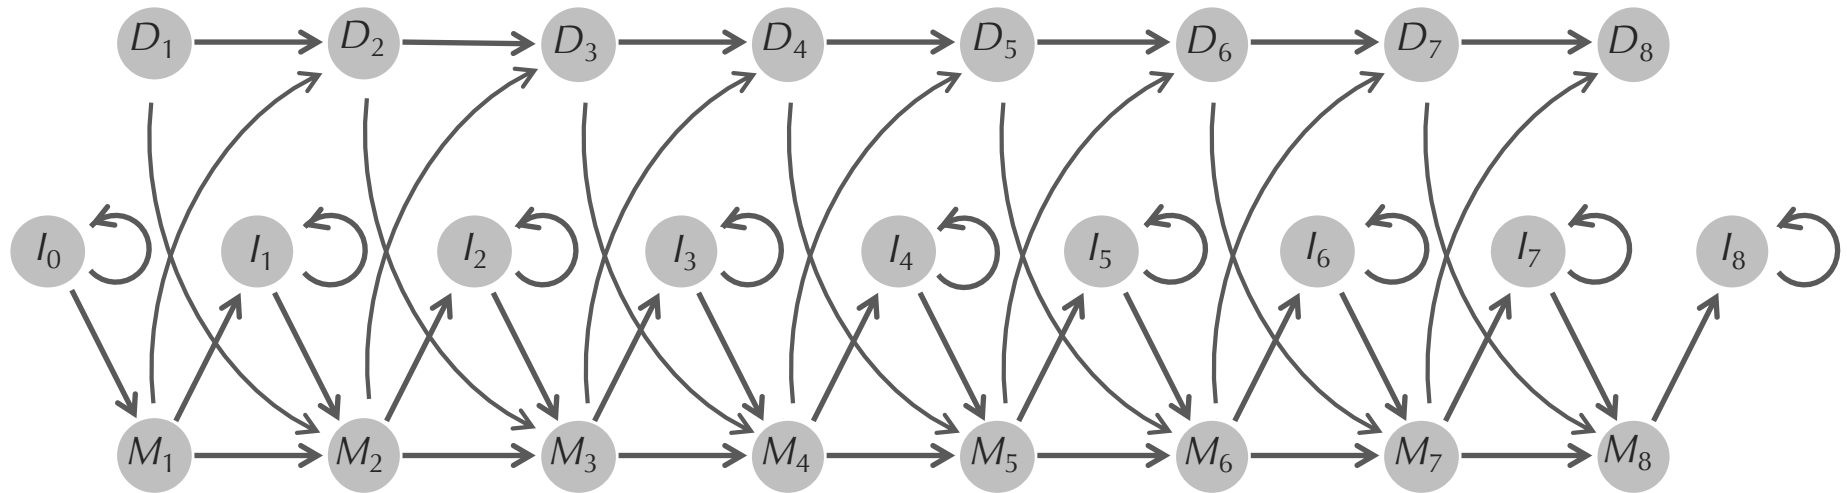 D1 D2 D3 D4 D5 D6 D7 D8
I0 I1 I2 I3 I4 I5 I6 I7 I8
M1 M2 M3 M4 M5 M6 M7 M8